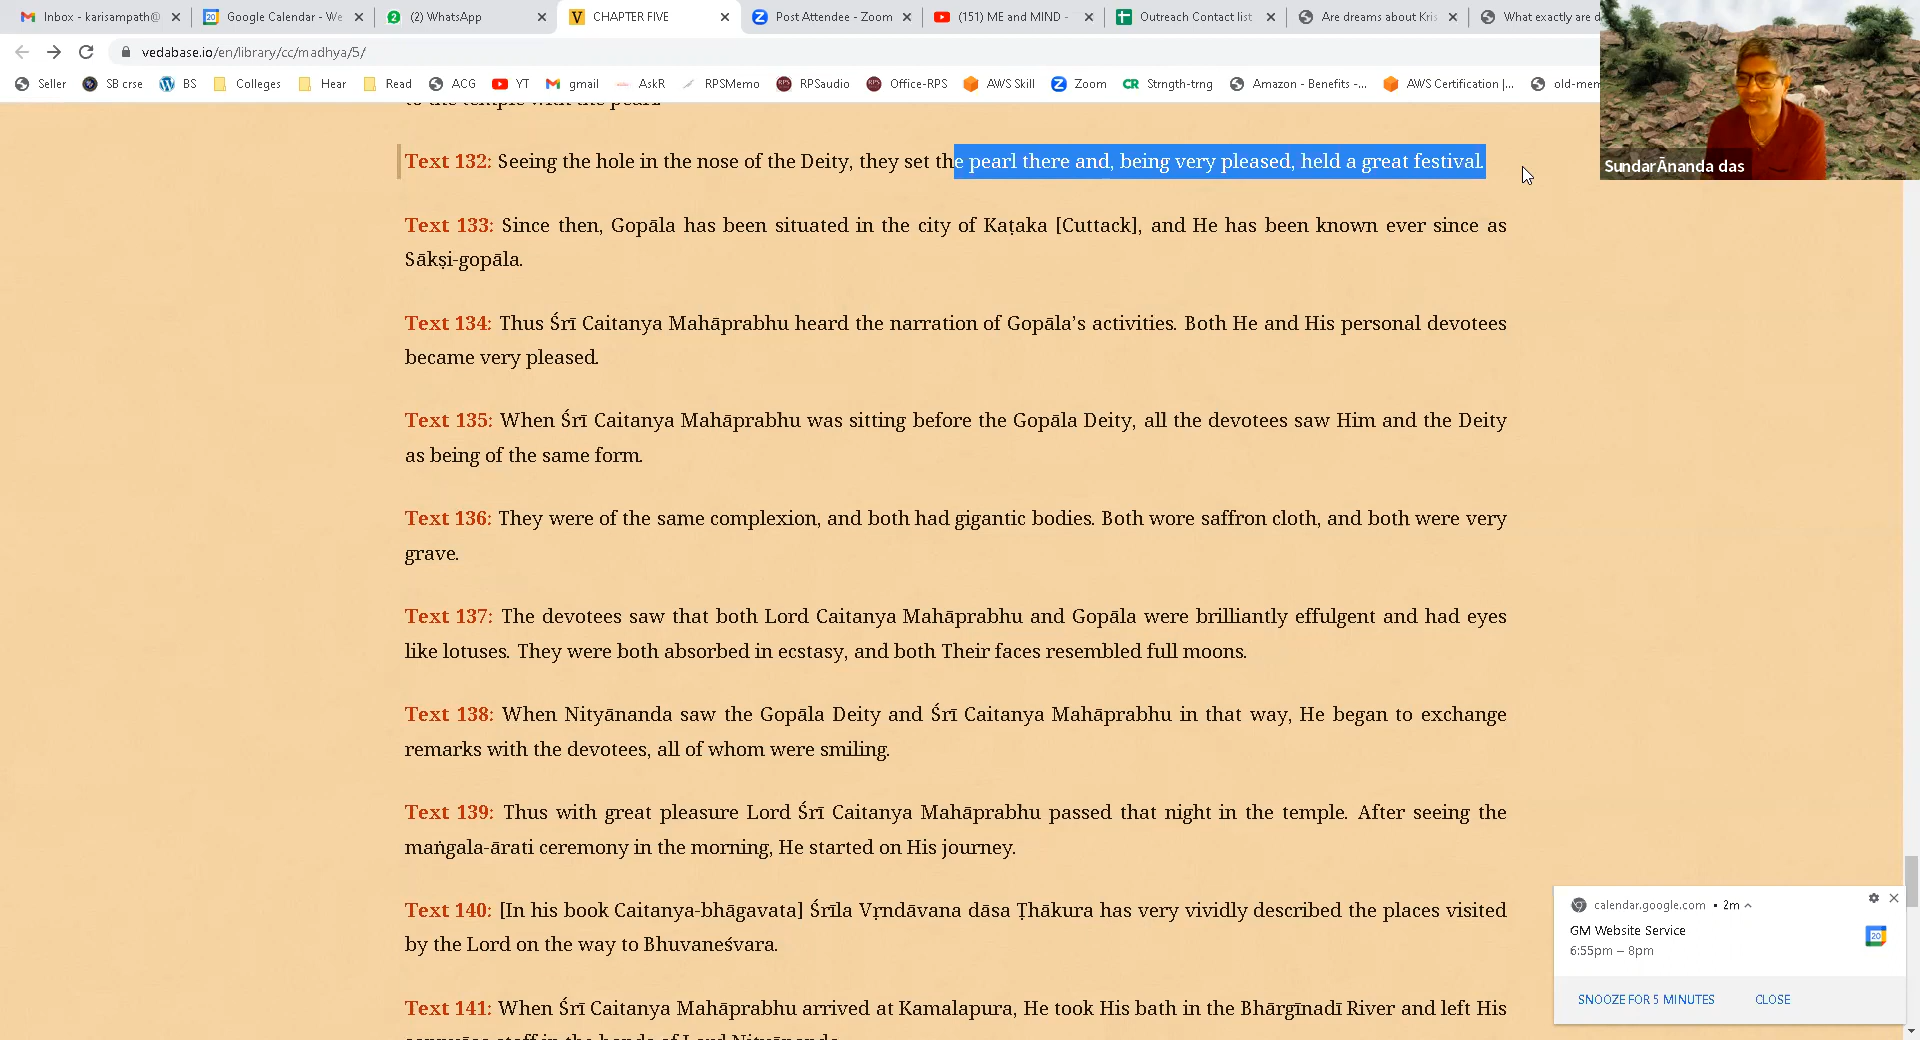 Inbox - karisampath@
Google Calendar - We
(2) WhatsApp
CHAPTER FIVE
Post Attendee - Zoom
(151) ME and MIND -
Outreach Contact list
Are dreams about Kris
What exactly are d
vedabase.io/en/library/cc/madhya/5/
Seller
SB crse
BS
Colleges
Hear
Read
ACG
YT
gmail
AskR
RPSMemo
RPSaudio
Office-RPS
AWS Skill
Zoom
Strngth-trng
Amazon - Benefits -...
AWS Certification |...
old-mem
SundarĀnanda das
to the temple with the pearl.
Text 132: Seeing the hole in the nose of the Deity, they set the pearl there and, being very pleased, held a great festival.
Text 133: Since then, Gopāla has been situated in the city of Kaṭaka [Cuttack], and He has been known ever since as
Sākṣi-gopāla.
Text 134: Thus Śrī Caitanya Mahāprabhu heard the narration of Gopāla’s activities. Both He and His personal devotees
became very pleased.
Text 135: When Śrī Caitanya Mahāprabhu was sitting before the Gopāla Deity, all the devotees saw Him and the Deity
as being of the same form.
Text 136: They were of the same complexion, and both had gigantic bodies. Both wore saffron cloth, and both were very
grave.
Text 137: The devotees saw that both Lord Caitanya Mahāprabhu and Gopāla were brilliantly effulgent and had eyes
like lotuses. They were both absorbed in ecstasy, and both Their faces resembled full moons.
Text 138: When Nityānanda saw the Gopāla Deity and Śrī Caitanya Mahāprabhu in that way, He began to exchange
remarks with the devotees, all of whom were smiling.
Text 139: Thus with great pleasure Lord Śrī Caitanya Mahāprabhu passed that night in the temple. After seeing the
maṅgala-ārati ceremony in the morning, He started on His journey.
Text 140: [In his book Caitanya-bhāgavata] Śrīla Vṛndāvana dāsa Ṭhākura has very vividly described the places visited
by the Lord on the way to Bhuvaneśvara.
Text 141: When Śrī Caitanya Mahāprabhu arrived at Kamalapura, He took His bath in the Bhārgīnadī River and left His
sannyāsa staff in the hands of Lord Nityānanda.
calendar.google.com • 2m
GM Website Service
6:55pm – 8pm
20
SNOOZE FOR 5 MINUTES
CLOSE